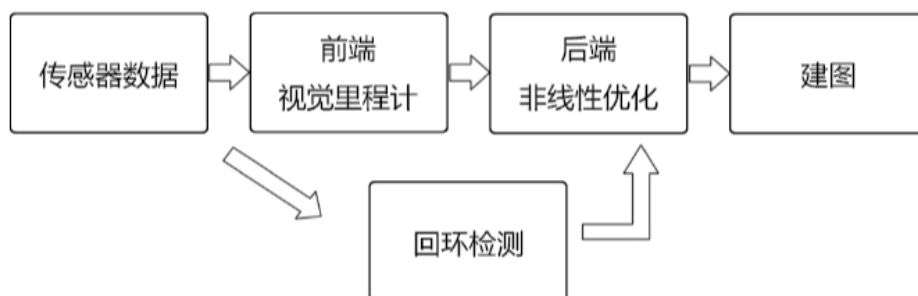 传感器数据
前端
视觉里程计
后端
非线性优化
建图
回环检测